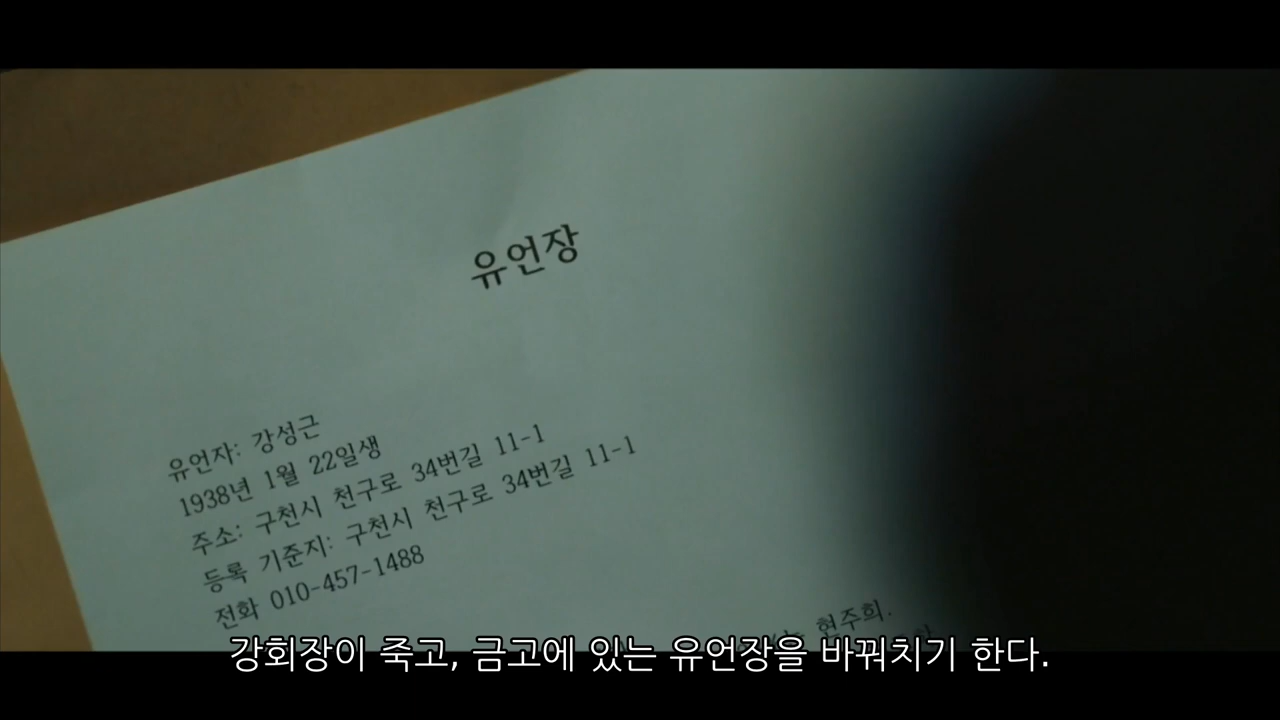 유언장
유언자: 강성근
1938년 1월 22일생
주소: 구천시 천구로 34번길 11-1
등록 기준지: 구천시 천구로 34번길 11-1
전화 010-457-1488
현주희.
강회장이 죽고, 금고에 있는 유언장을 바꿔치기 한다.